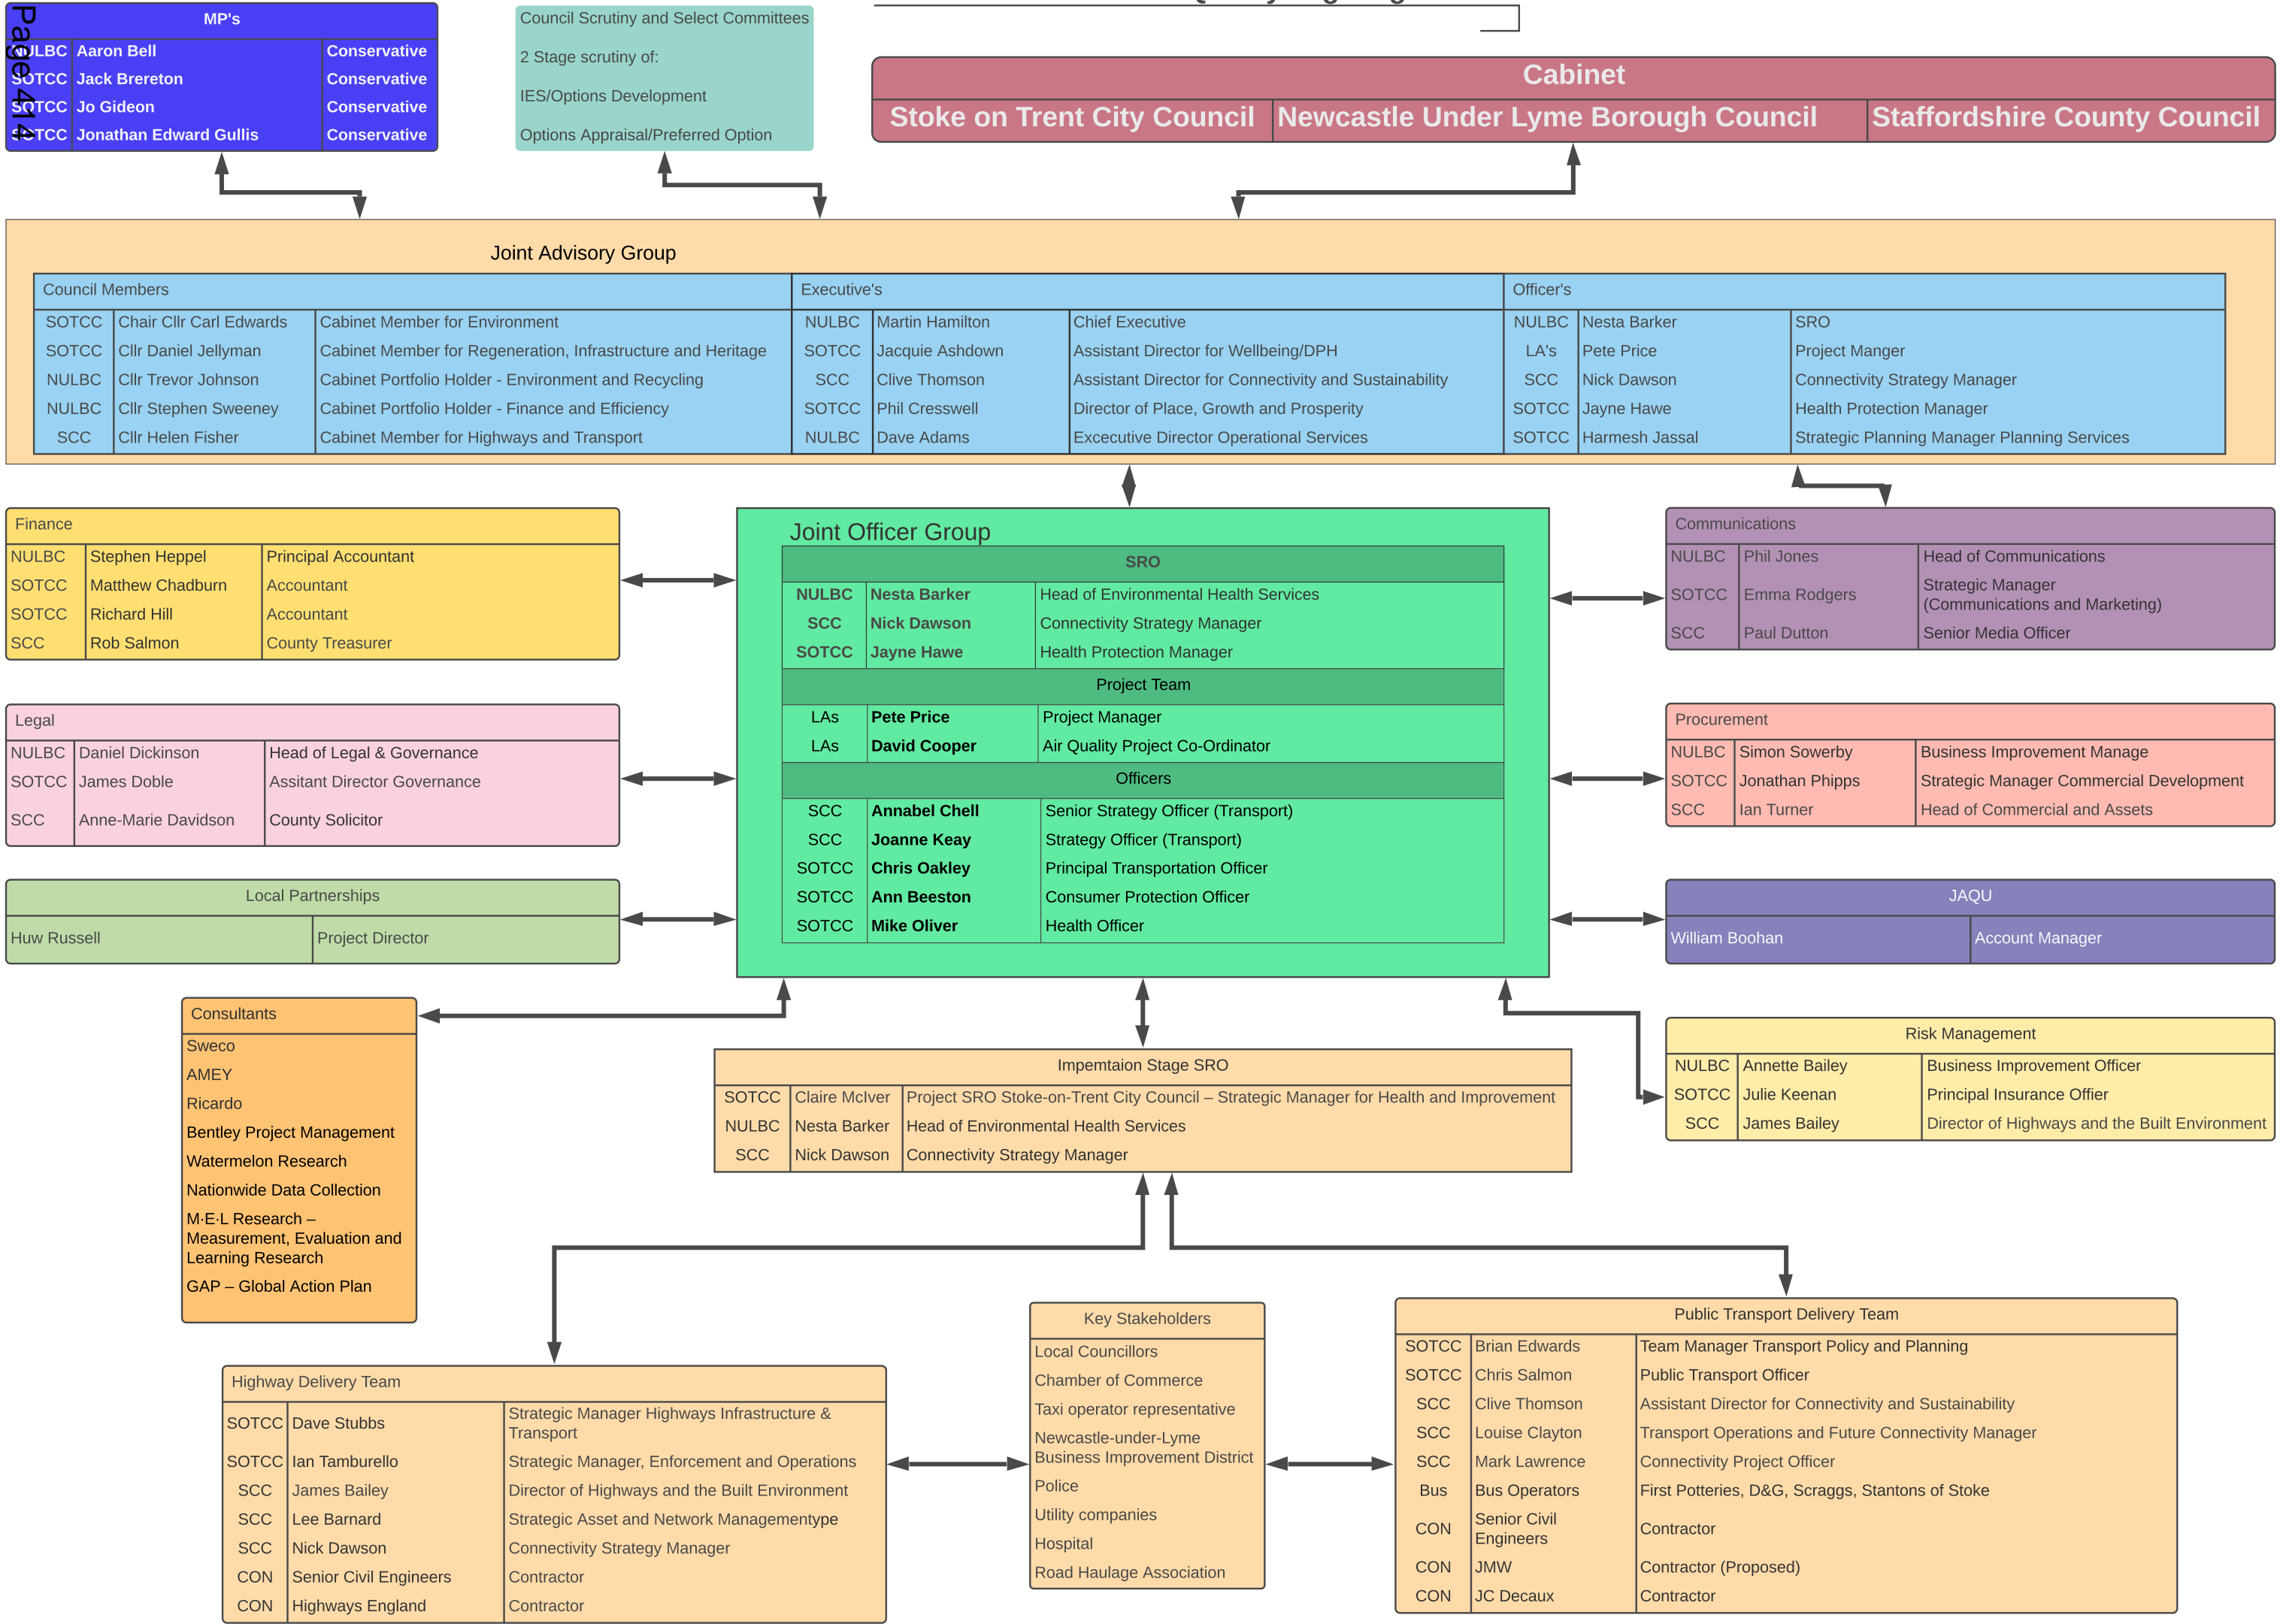 Page 414
MP's
NULBC Aaron Bell Conservative
SOTCC Jack Brereton Conservative
SOTCC Jo Gideon Conservative
SOTCC Jonathan Edward Gullis Conservative
Council Scrutiny and Select Committees
2 Stage scrutiny of:
IES/Options Development
Options Appraisal/Preferred Option
Cabinet
Stoke on Trent City Council Newcastle Under Lyme Borough Council Staffordshire County Council
Joint Advisory Group
Council Members
SOTCC Chair Cllr Carl Edwards Cabinet Member for Environment
SOTCC Cllr Daniel Jellyman Cabinet Member for Regeneration, Infrastructure and Heritage
NULBC Cllr Trevor Johnson Cabinet Portfolio Holder - Environment and Recycling
NULBC Cllr Stephen Sweeney Cabinet Portfolio Holder - Finance and Efficiency
SCC Cllr Helen Fisher Cabinet Member for Highways and Transport
Executive's
NULBC Martin Hamilton Chief Executive
SOTCC Jacquie Ashdown Assistant Director for Wellbeing/DPH
SCC Clive Thomson Assistant Director for Connectivity and Sustainability
SOTCC Phil Cresswell Director of Place, Growth and Prosperity
NULBC Dave Adams Excecutive Director Operational Services
Officer's
NULBC Nesta Barker SRO
LA's Pete Price Project Manger
SCC Nick Dawson Connectivity Strategy Manager
SOTCC Jayne Hawe Health Protection Manager
SOTCC Harmesh Jassal Strategic Planning Manager Planning Services
Finance
NULBC Stephen Heppel Principal Accountant
SOTCC Matthew Chadburn Accountant
SOTCC Richard Hill Accountant
SCC Rob Salmon County Treasurer
Legal
NULBC Daniel Dickinson Head of Legal & Governance
SOTCC James Doble Assitant Director Governance
SCC Anne-Marie Davidson County Solicitor
Local Partnerships
Huw Russell Project Director
Joint Officer Group
SRO
NULBC Nesta Barker Head of Environmental Health Services
SCC Nick Dawson Connectivity Strategy Manager
SOTCC Jayne Hawe Health Protection Manager
Project Team
LAs Pete Price Project Manager
LAs David Cooper Air Quality Project Co-Ordinator
Officers
SCC Annabel Chell Senior Strategy Officer (Transport)
SCC Joanne Keay Strategy Officer (Transport)
SOTCC Chris Oakley Principal Transportation Officer
SOTCC Ann Beeston Consumer Protection Officer
SOTCC Mike Oliver Health Officer
Communications
NULBC Phil Jones Head of Communications
SOTCC Emma Rodgers Strategic Manager
(Communications and Marketing)
SCC Paul Dutton Senior Media Officer
Procurement
NULBC Simon Sowerby Business Improvement Manage
SOTCC Jonathan Phipps Strategic Manager Commercial Development
SCC Ian Turner Head of Commercial and Assets
JAQU
William Boohan Account Manager
Consultants
Sweco
AMEY
Ricardo
Bentley Project Management
Watermelon Research
Nationwide Data Collection
M·E·L Research –
Measurement, Evaluation and
Learning Research
GAP – Global Action Plan
Impemtaion Stage SRO
SOTCC Claire McIver Project SRO Stoke-on-Trent City Council – Strategic Manager for Health and Improvement
NULBC Nesta Barker Head of Environmental Health Services
SCC Nick Dawson Connectivity Strategy Manager
Risk Management
NULBC Annette Bailey Business Improvement Officer
SOTCC Julie Keenan Principal Insurance Offier
SCC James Bailey Director of Highways and the Built Environment
Highway Delivery Team
SOTCC Dave Stubbs Strategic Manager Highways Infrastructure &
Transport
SOTCC Ian Tamburello Strategic Manager, Enforcement and Operations
SCC James Bailey Director of Highways and the Built Environment
SCC Lee Barnard Strategic Asset and Network Managementype
SCC Nick Dawson Connectivity Strategy Manager
CON Senior Civil Engineers Contractor
CON Highways England Contractor
Key Stakeholders
Local Councillors
Chamber of Commerce
Taxi operator representative
Newcastle-under-Lyme
Business Improvement District
Police
Utility companies
Hospital
Road Haulage Association
Public Transport Delivery Team
SOTCC Brian Edwards Team Manager Transport Policy and Planning
SOTCC Chris Salmon Public Transport Officer
SCC Clive Thomson Assistant Director for Connectivity and Sustainability
SCC Louise Clayton Transport Operations and Future Connectivity Manager
SCC Mark Lawrence Connectivity Project Officer
Bus Bus Operators First Potteries, D&G, Scraggs, Stantons of Stoke
CON Senior Civil
Engineers Contractor
CON JMW Contractor (Proposed)
CON JC Decaux Contractor